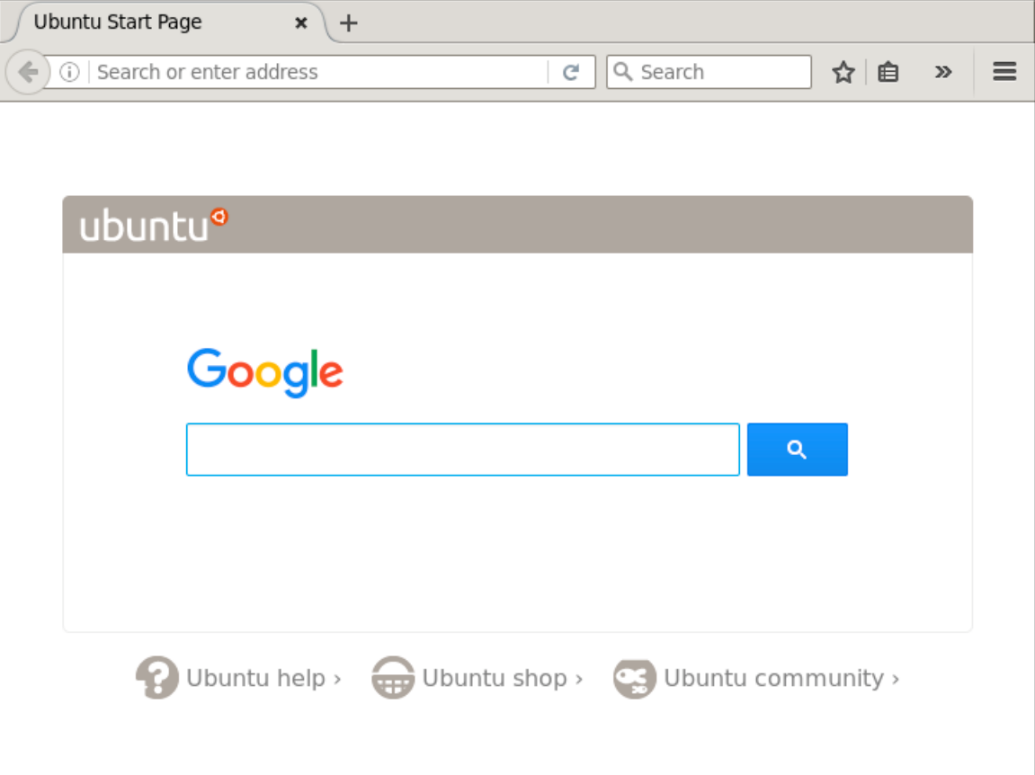 Ubuntu Start Page
Search or enter address
Search
ubuntu
Google
Ubuntu help ›
Ubuntu shop ›
Ubuntu community ›